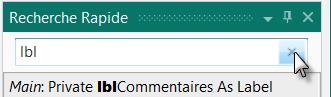 Recherche Rapide
lbl
Main: Private lblCommentaires As Label